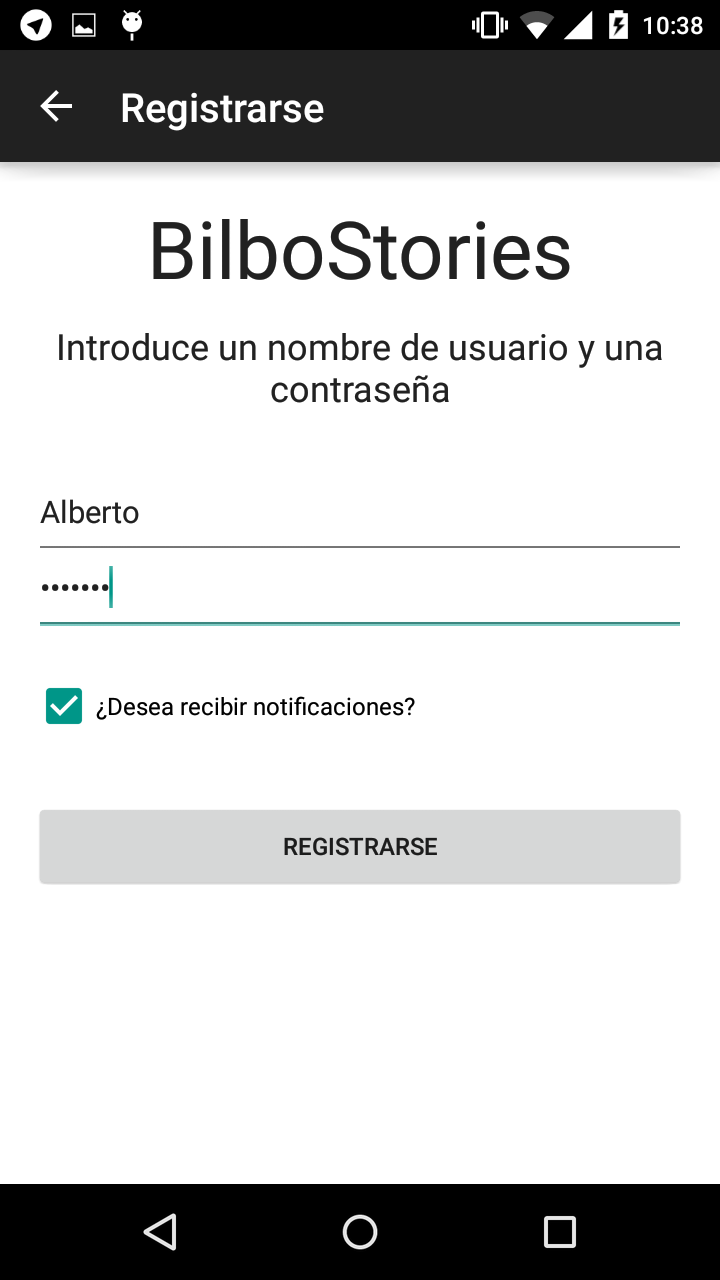 10:38
Registrarse
BilboStories
Introduce un nombre de usuario y una
contraseña
Alberto
•••••••
¿Desea recibir notificaciones?
REGISTRARSE